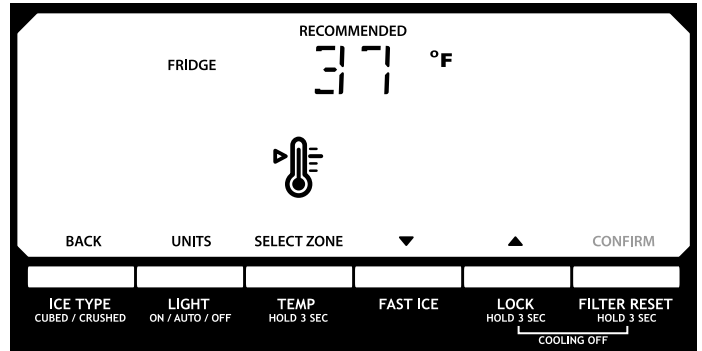 RECOMMENDED
FRIDGE 37 °F
BACK UNITS SELECT ZONE ▼ ▲ CONFIRM
ICE TYPE LIGHT TEMP FAST ICE LOCK FILTER RESET
CUBED / CRUSHED ON / AUTO / OFF HOLD 3 SEC HOLD 3 SEC HOLD 3 SEC
COOLING OFF